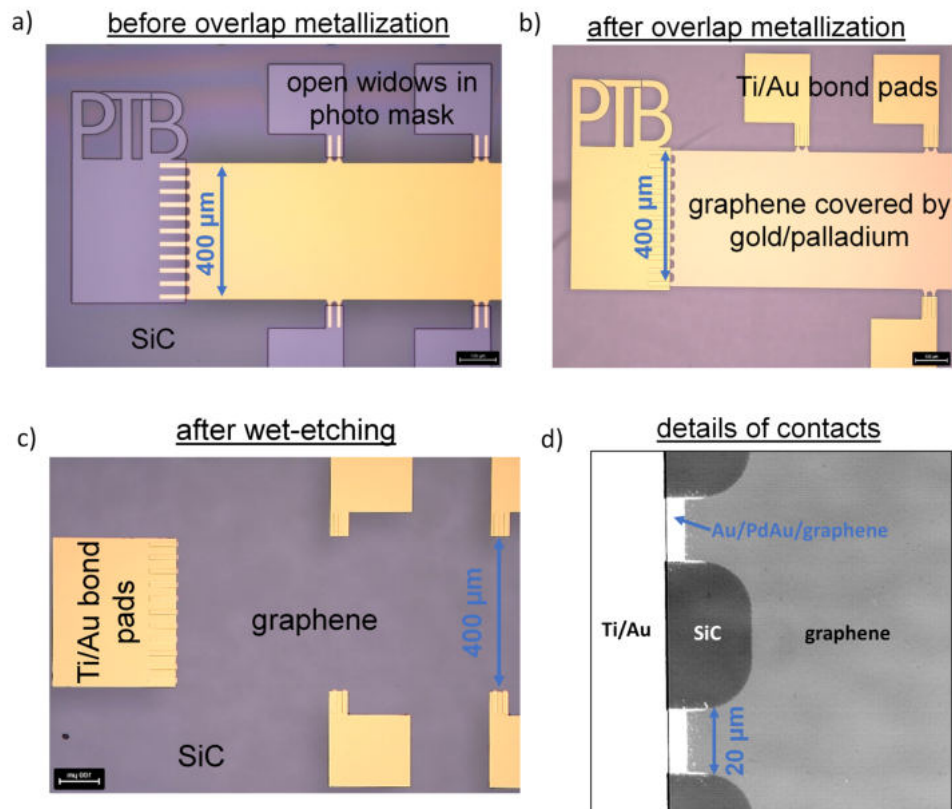 a)
before overlap metallization
open widows in
photo mask
PTB
400 µm
SiC
b)
after overlap metallization
PTB
Ti/Au bond pads
400 µm
graphene covered by
gold/palladium
c)
after wet-etching
Ti/Au bond
pads
graphene
400 µm
SiC
100 µm
d)
details of contacts
Au/PdAu/graphene
Ti/Au
SiC
graphene
20 µm